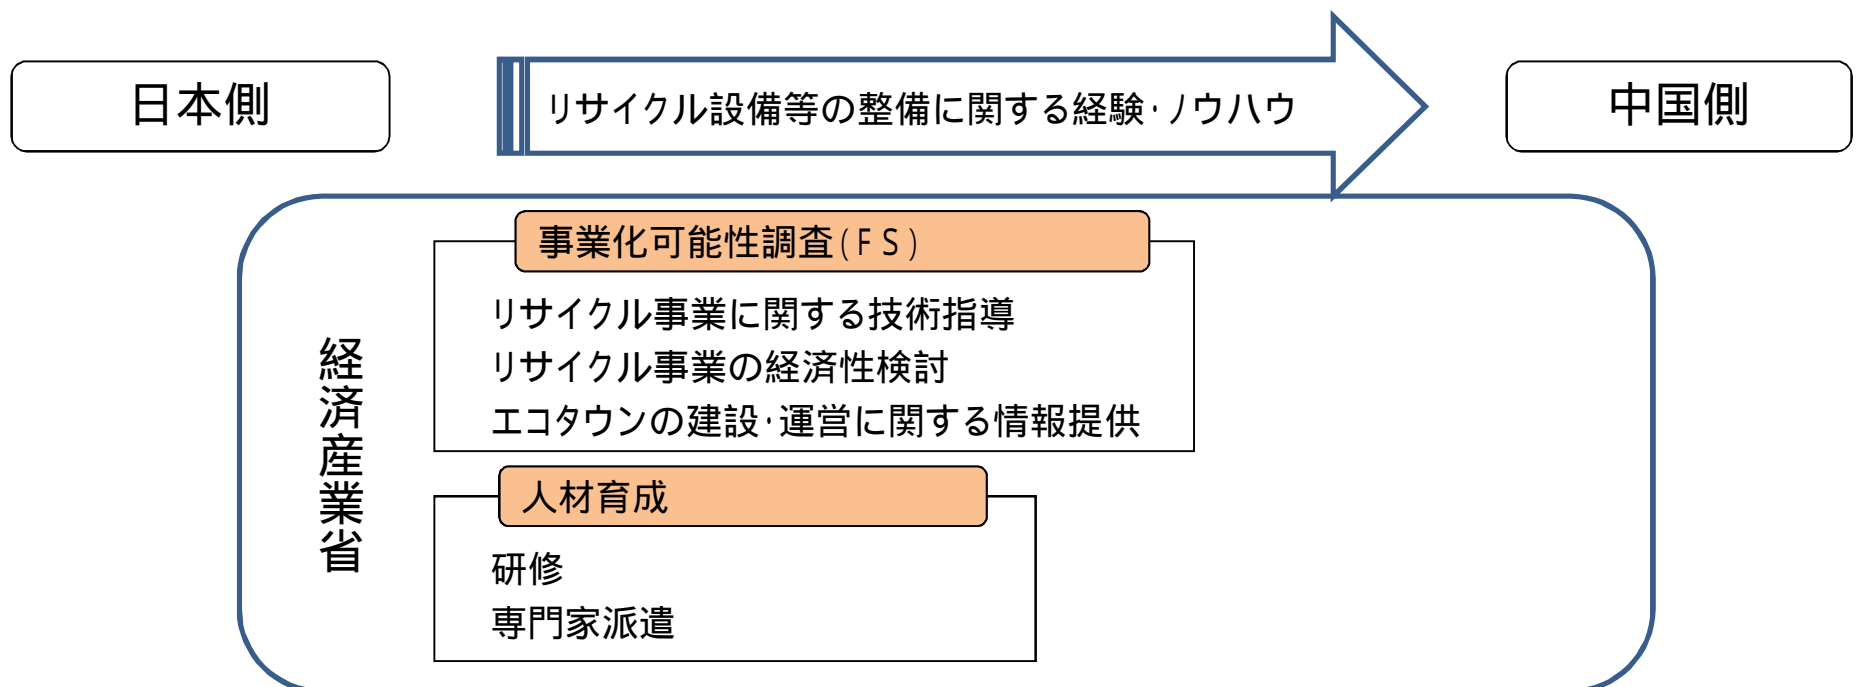 日本側
リサイクル設備等の整備に関する経験・ノウハウ
中国側
経済産業省
事業化可能性調査(FS)
リサイクル事業に関する技術指導
リサイクル事業の経済性検討
エコタウンの建設・運営に関する情報提供
人材育成
研修
専門家派遣